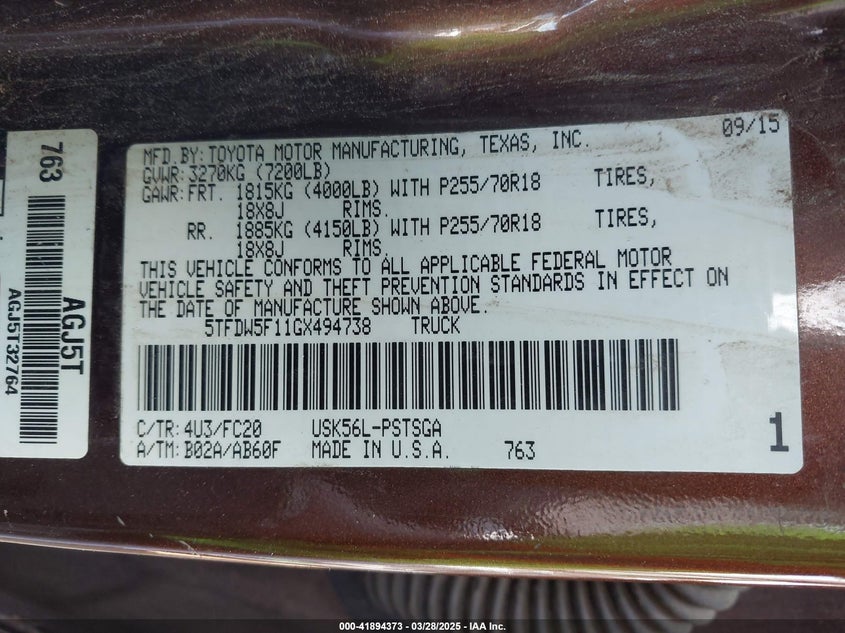 763
AGJ5T
AGJ5T32764
09/15
MFD.BY: TOYOTA MOTOR MANUFACTURING, TEXAS, INC.
GVWR: 3270KG (7200LB)
GAWR: FRT. 1815KG (4000LB) WITH P255/70R18 TIRES,
18X8J RIMS.
RR. 1885KG (4150LB) WITH P255/70R18 TIRES,
18X8J RIMS.
THIS VEHICLE CONFORMS TO ALL APPLICABLE FEDERAL MOTOR
VEHICLE SAFETY AND THEFT PREVENTION STANDARDS IN EFFECT ON
THE DATE OF MANUFACTURE SHOWN ABOVE.
5TFDW5F11GX494738 TRUCK
C/TR: 4U3/FC20 USK56L-PSTSGA
A/TM: B02A/AB60F MADE IN U.S.A. 763
1
000-41894373 — 03/28/2025 — IAA Inc.